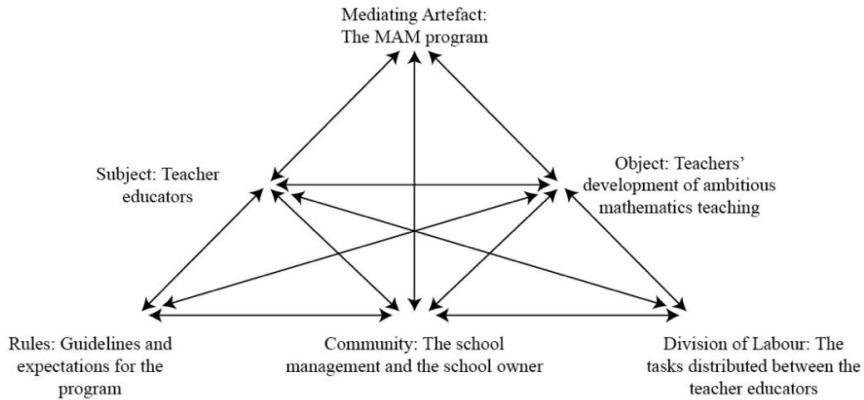 Mediating Artefact:
The MAM program
Subject: Teacher
educators
Object: Teachers’
development of ambitious
mathematics teaching
Rules: Guidelines and
expectations for the
program
Community: The school
management and the school owner
Division of Labour: The
tasks distributed between the
teacher educators